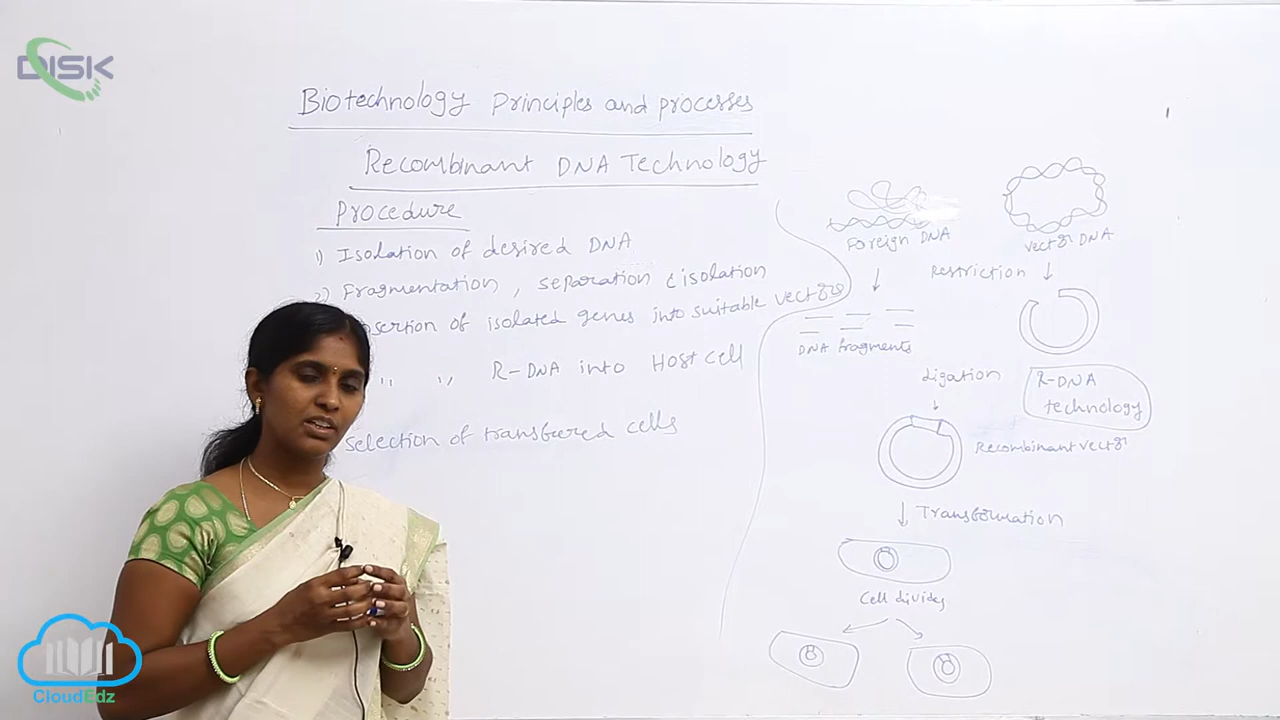 DISK
Biotechnology Principles and processes
Recombinant DNA Technology
Procedure
1) Isolation of desired DNA
2) Fragmentation, separation & isolation
sertion of isolated genes into suitable vectors
" " R-DNA into Host cell
selection of transfered cells
Foreign DNA
vector DNA
Restriction
DNA fragments
Ligation
R-DNA
technology
Recombinant vector
Transformation
Cell divides
CloudEdz